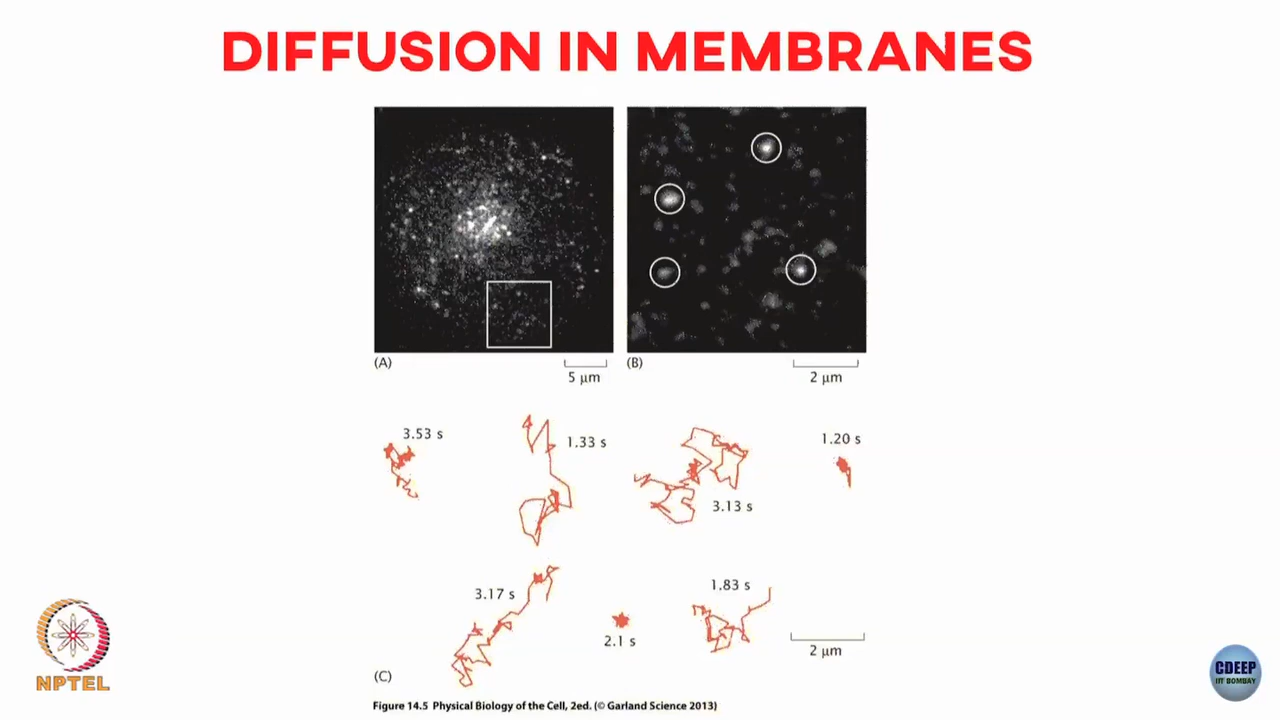 DIFFUSION IN MEMBRANES
(A)
5 μm
(B)
2 μm
3.53 s
1.33 s
3.13 s
1.20 s
3.17 s
2.1 s
1.83 s
2 μm
(C)
NPTEL
CDEEP
IIT BOMBAY
Figure 14.5 Physical Biology of the Cell, 2ed. (© Garland Science 2013)